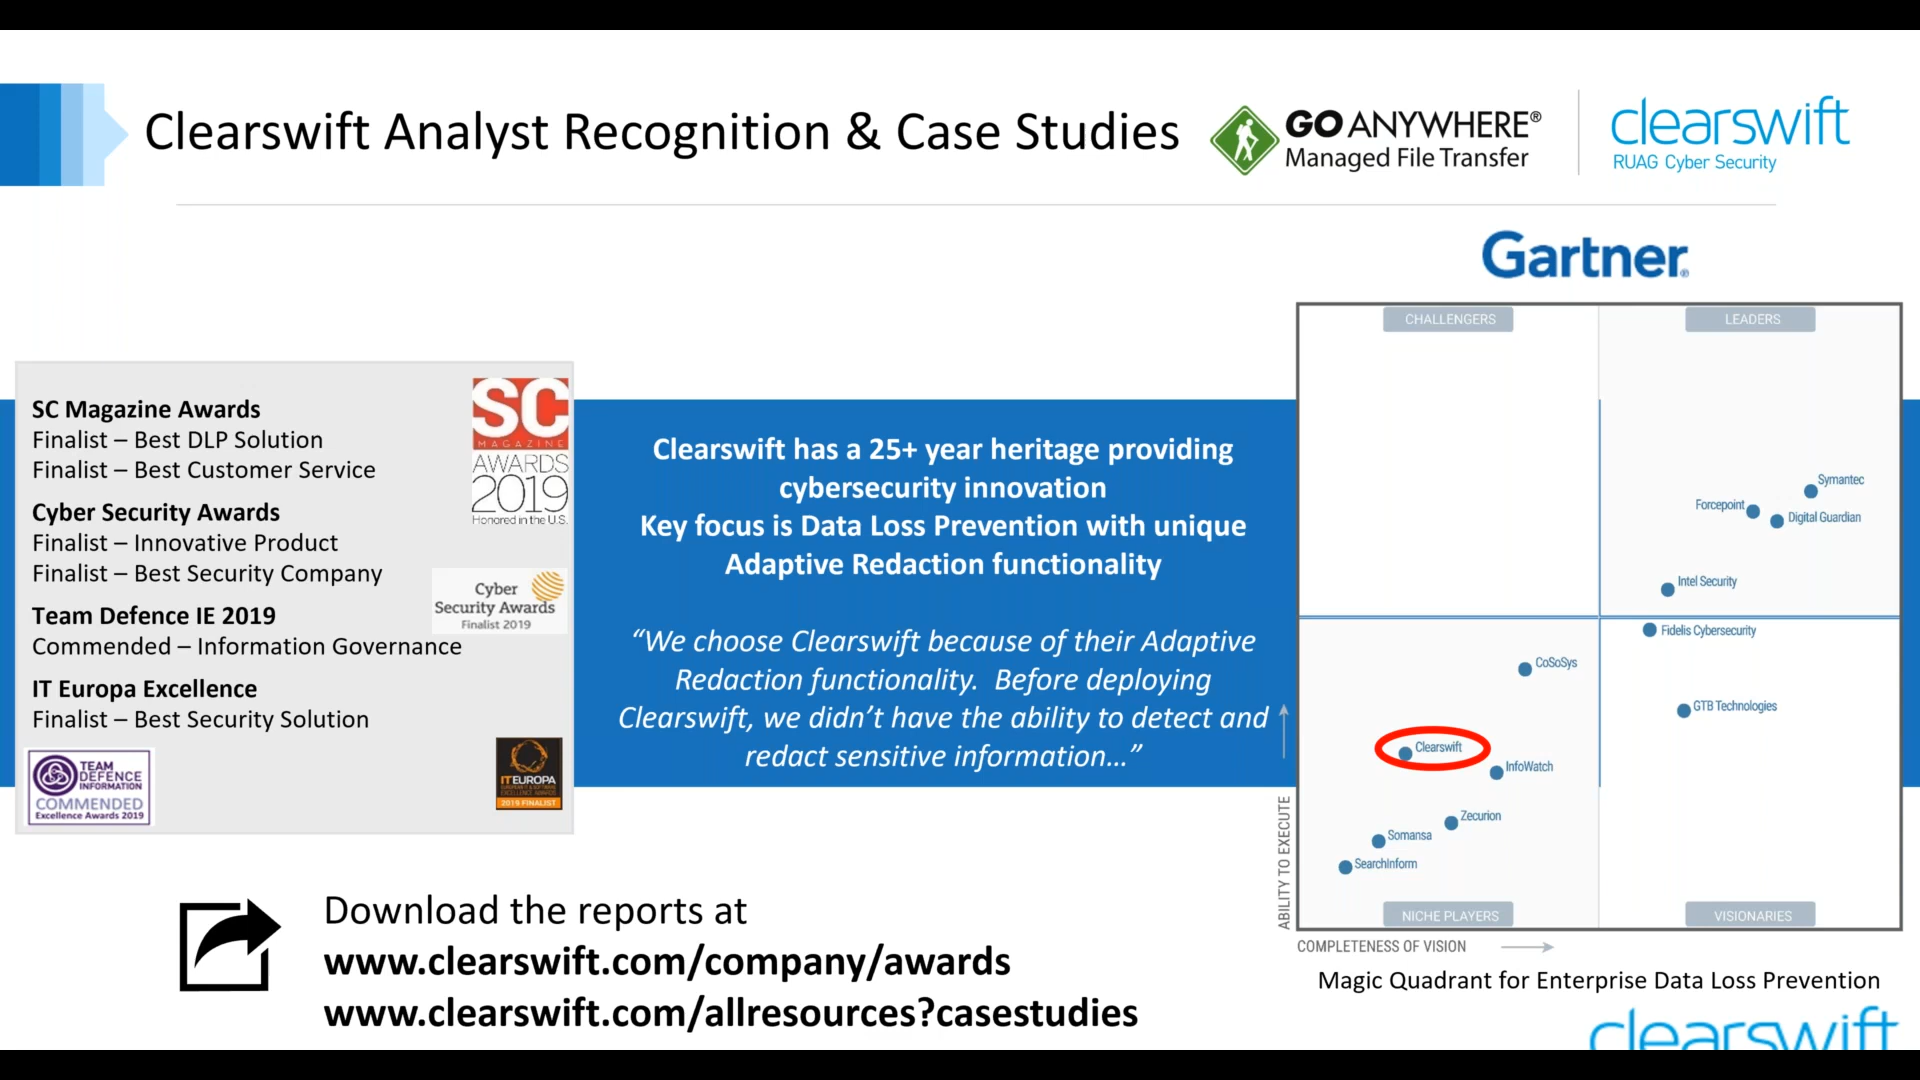 Clearswift Analyst Recognition & Case Studies
GO ANYWHERE®
Managed File Transfer
clearswift
RUAG Cyber Security
Gartner®
SC Magazine Awards
Finalist – Best DLP Solution
Finalist – Best Customer Service
Cyber Security Awards
Finalist – Innovative Product
Finalist – Best Security Company
Team Defence IE 2019
Commended – Information Governance
IT Europa Excellence
Finalist – Best Security Solution
SC
MAGAZINE
AWARDS
2019
Honored in the U.S.
Cyber
Security Awards
Finalist 2019
TEAM
DEFENCE
INFORMATION
COMMENDED
Excellence Awards 2019
ITEUROPA
2019 FINALIST
Clearswift has a 25+ year heritage providing
cybersecurity innovation
Key focus is Data Loss Prevention with unique
Adaptive Redaction functionality
“We choose Clearswift because of their Adaptive
Redaction functionality. Before deploying
Clearswift, we didn’t have the ability to detect and
redact sensitive information…”
CHALLENGERS
LEADERS
Symantec
Forcepoint
Digital Guardian
Intel Security
Fidelis Cybersecurity
CoSoSys
GTB Technologies
Clearswift
InfoWatch
Zecurion
Somansa
SearchInform
NICHE PLAYERS
VISIONARIES
ABILITY TO EXECUTE
COMPLETENESS OF VISION
Magic Quadrant for Enterprise Data Loss Prevention
Download the reports at
www.clearswift.com/company/awards
www.clearswift.com/allresources?casestudies
clearswift